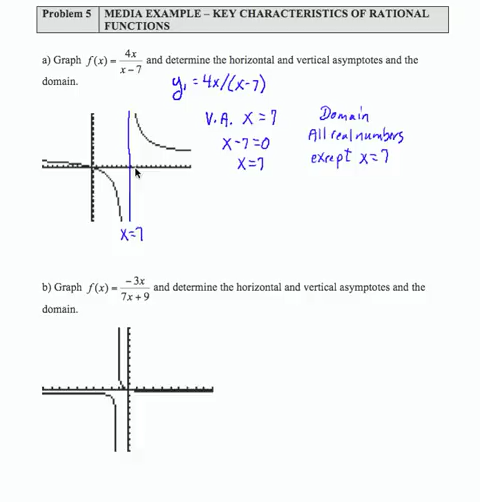 Problem 5 MEDIA EXAMPLE – KEY CHARACTERISTICS OF RATIONAL
FUNCTIONS
a) Graph f(x) = 4x/(x − 7) and determine the horizontal and vertical asymptotes and the
domain.
y₁ = 4x/(x-7)
V.A. x = 7
x-7=0
x=7
Domain
All real numbers
except x=7
x=7
b) Graph f(x) = −3x/(7x + 9) and determine the horizontal and vertical asymptotes and the
domain.